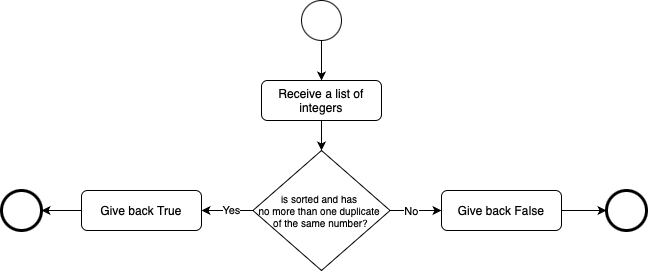 Receive a list of
integers
is sorted and has
no more than one duplicate
of the same number?
Give back True
Yes
No
Give back False